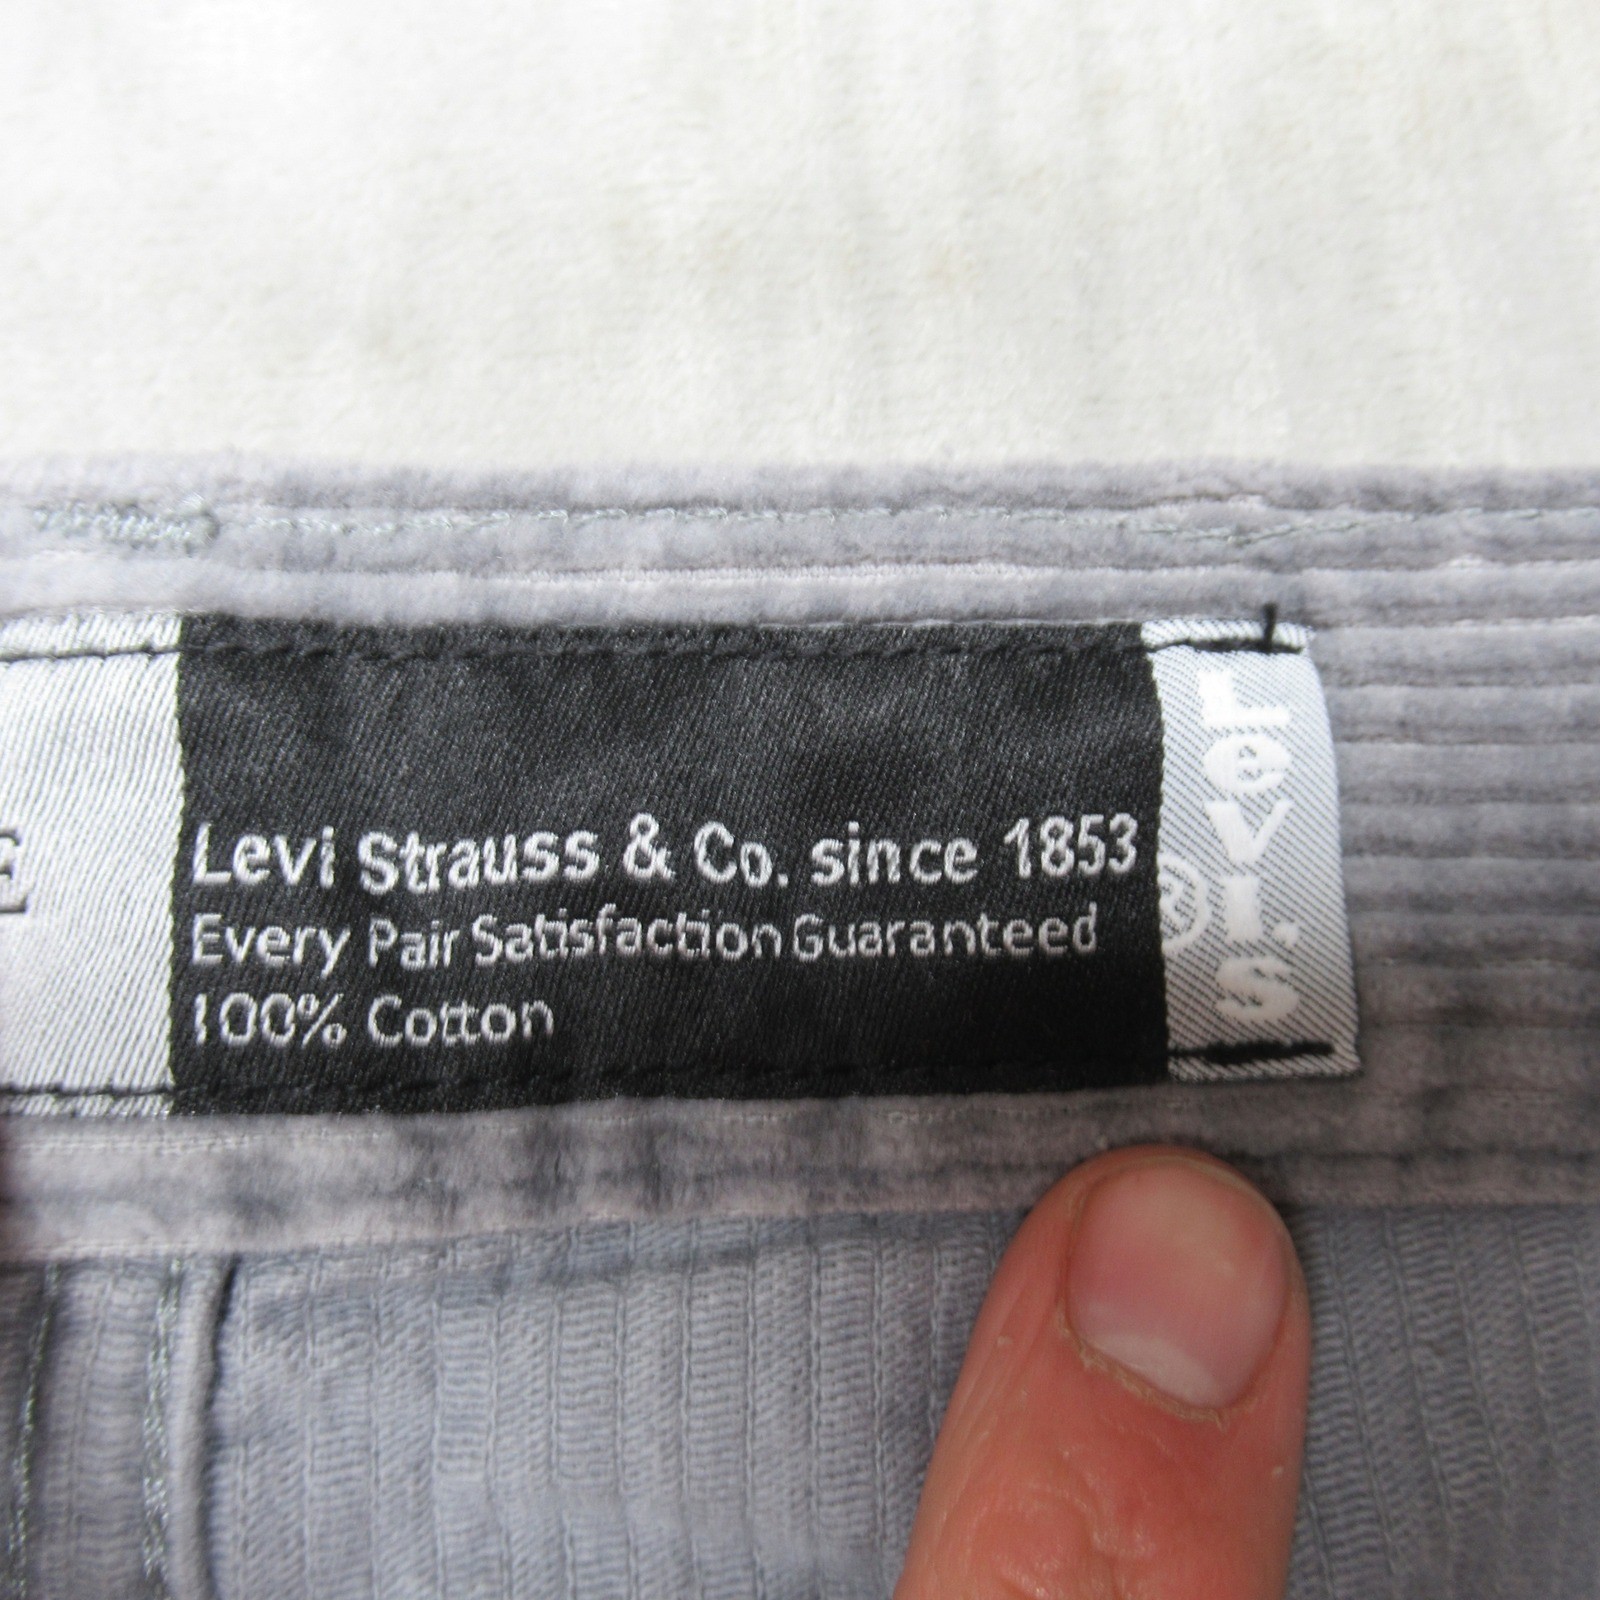 Levi Strauss & Co. since 1853
Every Pair Satisfaction Guaranteed
100% Cotton
Levi's
®